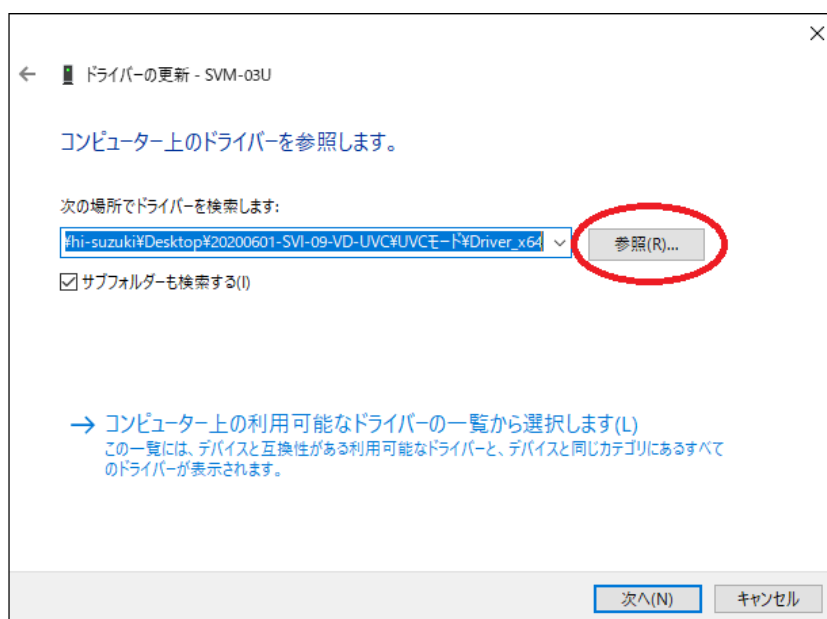 ドライバーの更新 - SVM-03U
コンピューター上のドライバーを参照します。
次の場所でドライバーを検索します:
¥hi-suzuki¥Desktop¥20200601-SVI-09-VD-UVC¥UVCモード¥Driver_x64
参照(R)...
サブフォルダーも検索する(I)
→ コンピューター上の利用可能なドライバーの一覧から選択します(L)
この一覧には、デバイスと互換性がある利用可能なドライバーと、デバイスと同じカテゴリにあるすべて
のドライバーが表示されます。
次へ(N)
キャンセル